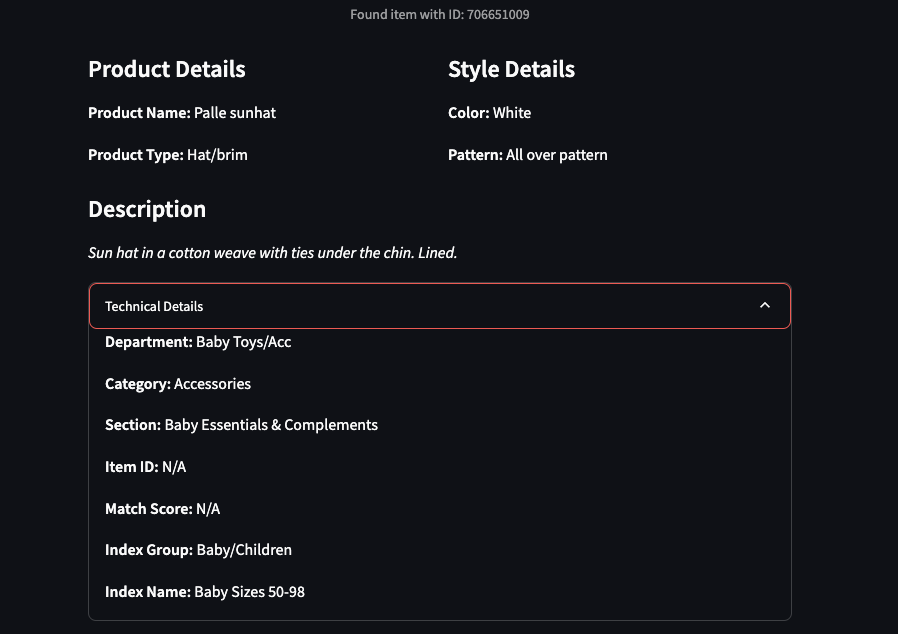 Found item with ID: 706651009
Product Details
Product Name: Palle sunhat
Product Type: Hat/brim
Style Details
Color: White
Pattern: All over pattern
Description
Sun hat in a cotton weave with ties under the chin. Lined.
Technical Details
Department: Baby Toys/Acc
Category: Accessories
Section: Baby Essentials & Complements
Item ID: N/A
Match Score: N/A
Index Group: Baby/Children
Index Name: Baby Sizes 50-98